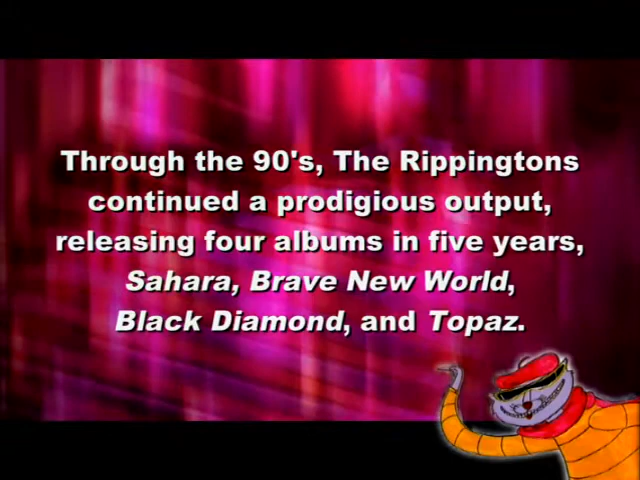 Through the 90's, The Rippingtons
continued a prodigious output,
releasing four albums in five years,
Sahara, Brave New World,
Black Diamond, and Topaz.